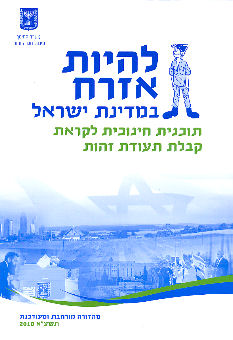 להיות
אזרח
במדינת ישראל
תוכנית חינוכית לקראת
קבלת תעודת זהות
מהדורה מורחבת ומעודכנת
תשע"א 2010